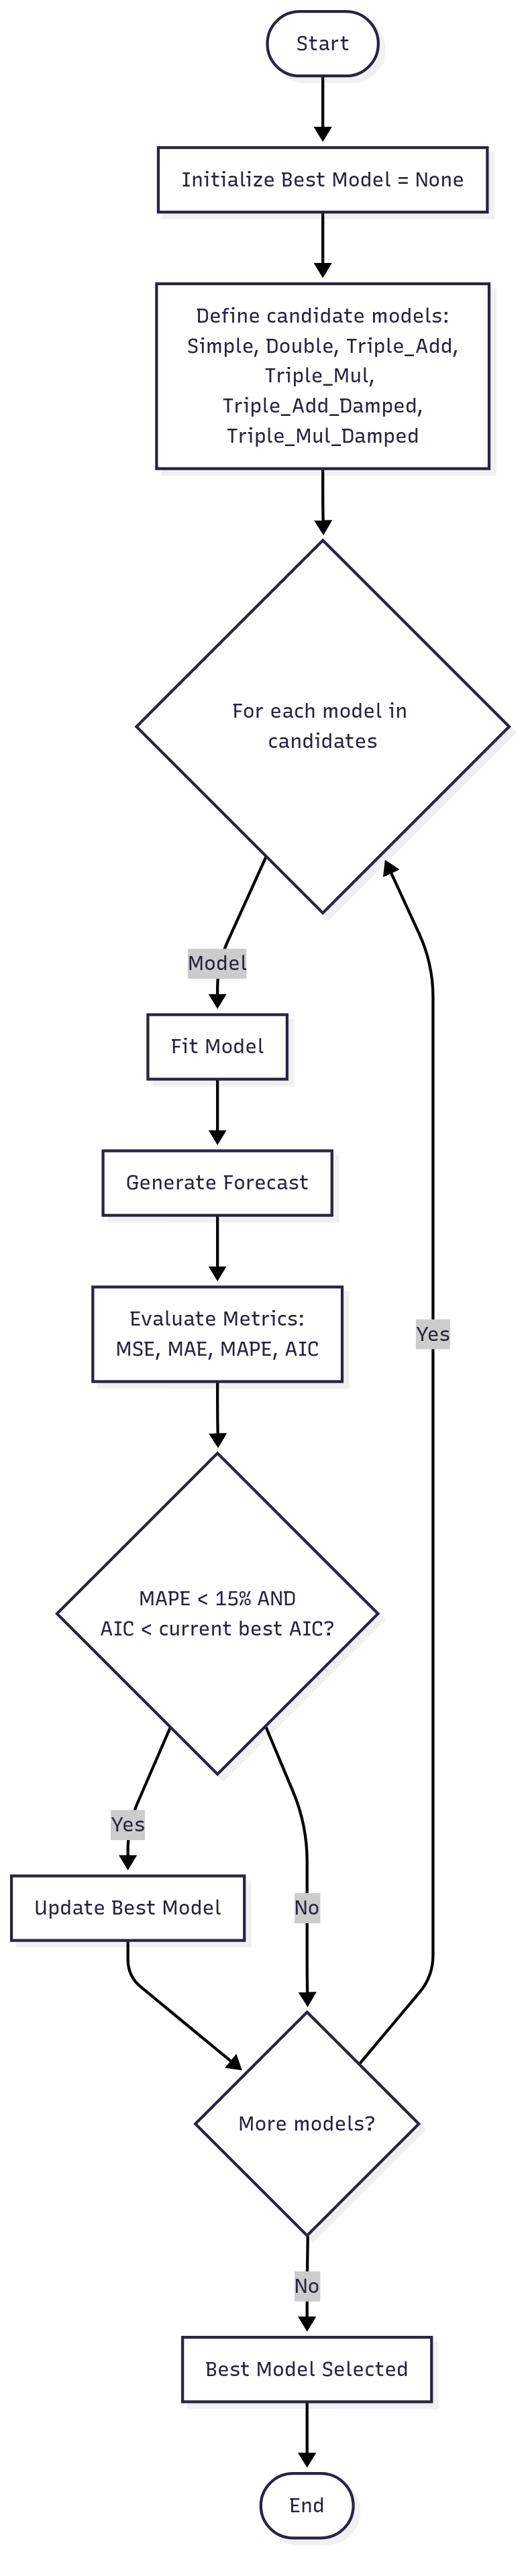 Start
Initialize Best Model = None
Define candidate models:
Simple, Double, Triple_Add,
Triple_Mul,
Triple_Add_Damped,
Triple_Mul_Damped
For each model in
candidates
Model
Fit Model
Generate Forecast
Evaluate Metrics:
MSE, MAE, MAPE, AIC
Yes
MAPE < 15% AND
AIC < current best AIC?
Yes
Update Best Model
No
More models?
No
Best Model Selected
End